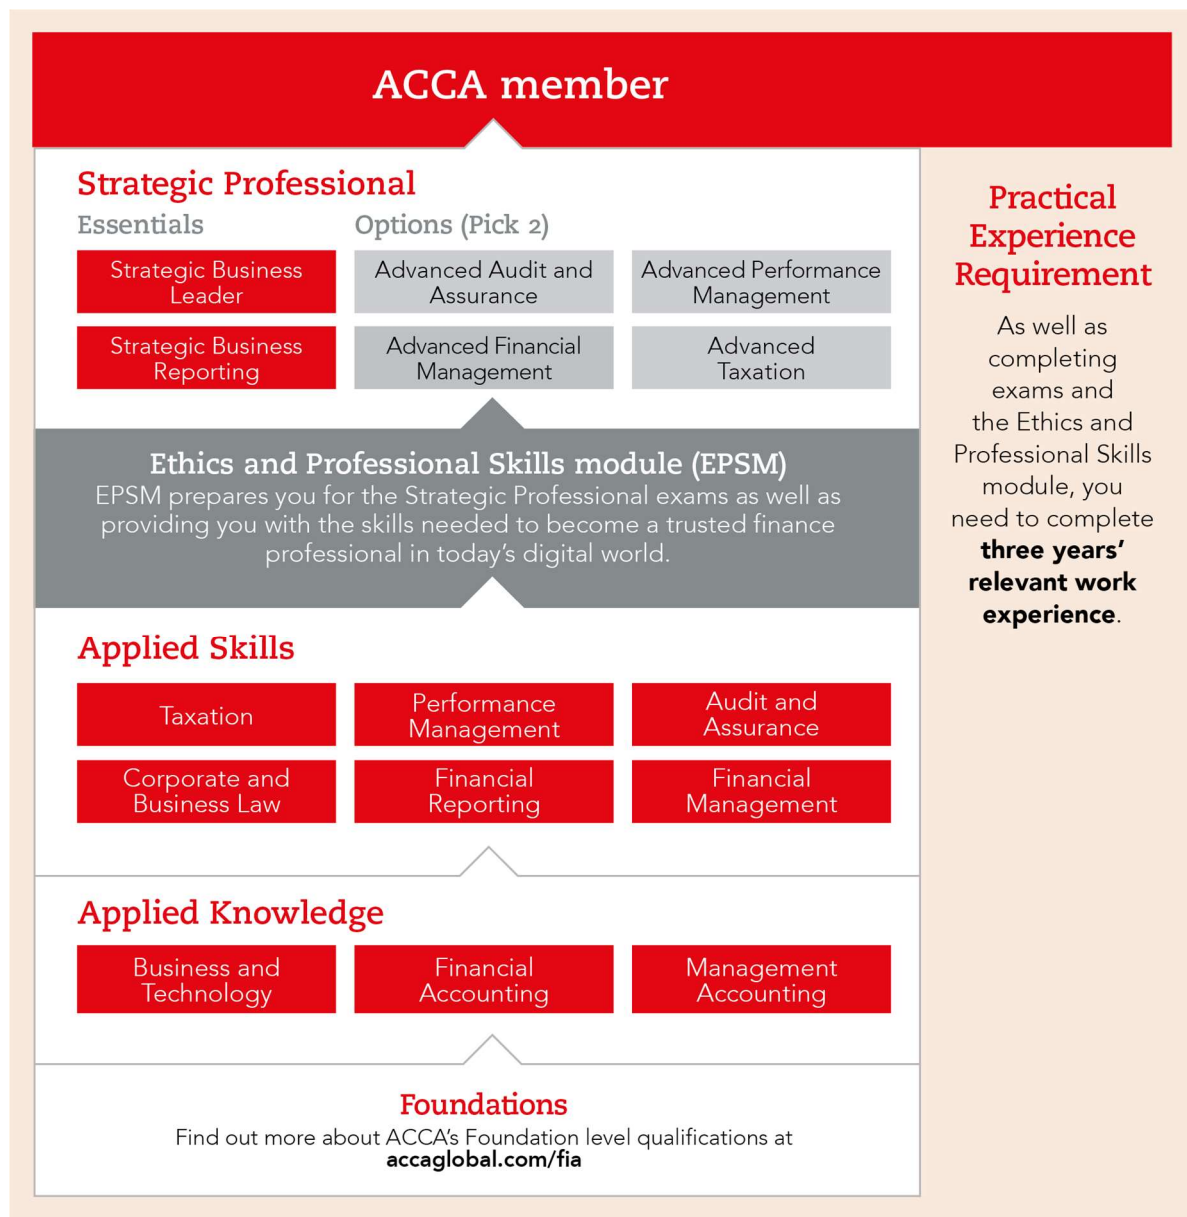 ACCA member
Strategic Professional
Essentials
Options (Pick 2)
Strategic Business
Leader
Advanced Audit and
Assurance
Advanced Performance
Management
Strategic Business
Reporting
Advanced Financial
Management
Advanced
Taxation
Ethics and Professional Skills module (EPSM)
EPSM prepares you for the Strategic Professional exams as well as
providing you with the skills needed to become a trusted finance
professional in today's digital world.
Applied Skills
Taxation
Performance
Management
Audit and
Assurance
Corporate and
Business Law
Financial
Reporting
Financial
Management
Applied Knowledge
Business and
Technology
Financial
Accounting
Management
Accounting
Foundations
Find out more about ACCA's Foundation level qualifications at
accaglobal.com/fia
Practical
Experience
Requirement
As well as
completing
exams and
the Ethics and
Professional Skills
module, you
need to complete
three years'
relevant work
experience.